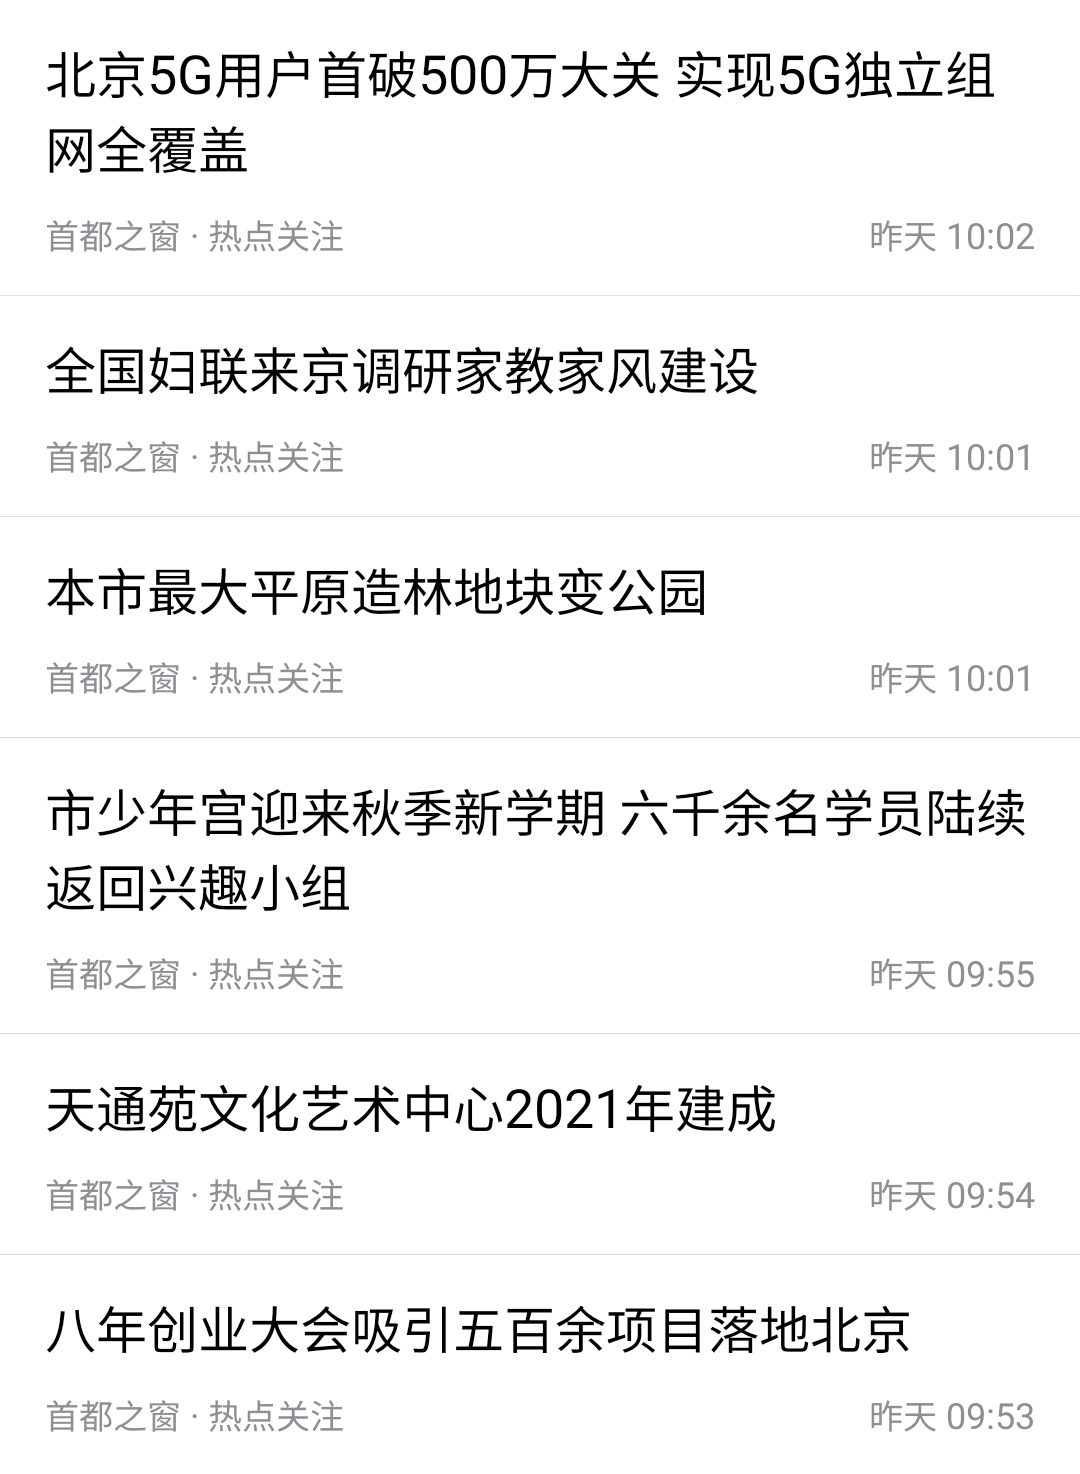 北京5G用户首破500万大关 实现5G独立组
网全覆盖
首都之窗 · 热点关注 昨天 10:02
全国妇联来京调研家教家风建设
首都之窗 · 热点关注 昨天 10:01
本市最大平原造林地块变公园
首都之窗 · 热点关注 昨天 10:01
市少年宫迎来秋季新学期 六千余名学员陆续
返回兴趣小组
首都之窗 · 热点关注 昨天 09:55
天通苑文化艺术中心2021年建成
首都之窗 · 热点关注 昨天 09:54
八年创业大会吸引五百余项目落地北京
首都之窗 · 热点关注 昨天 09:53